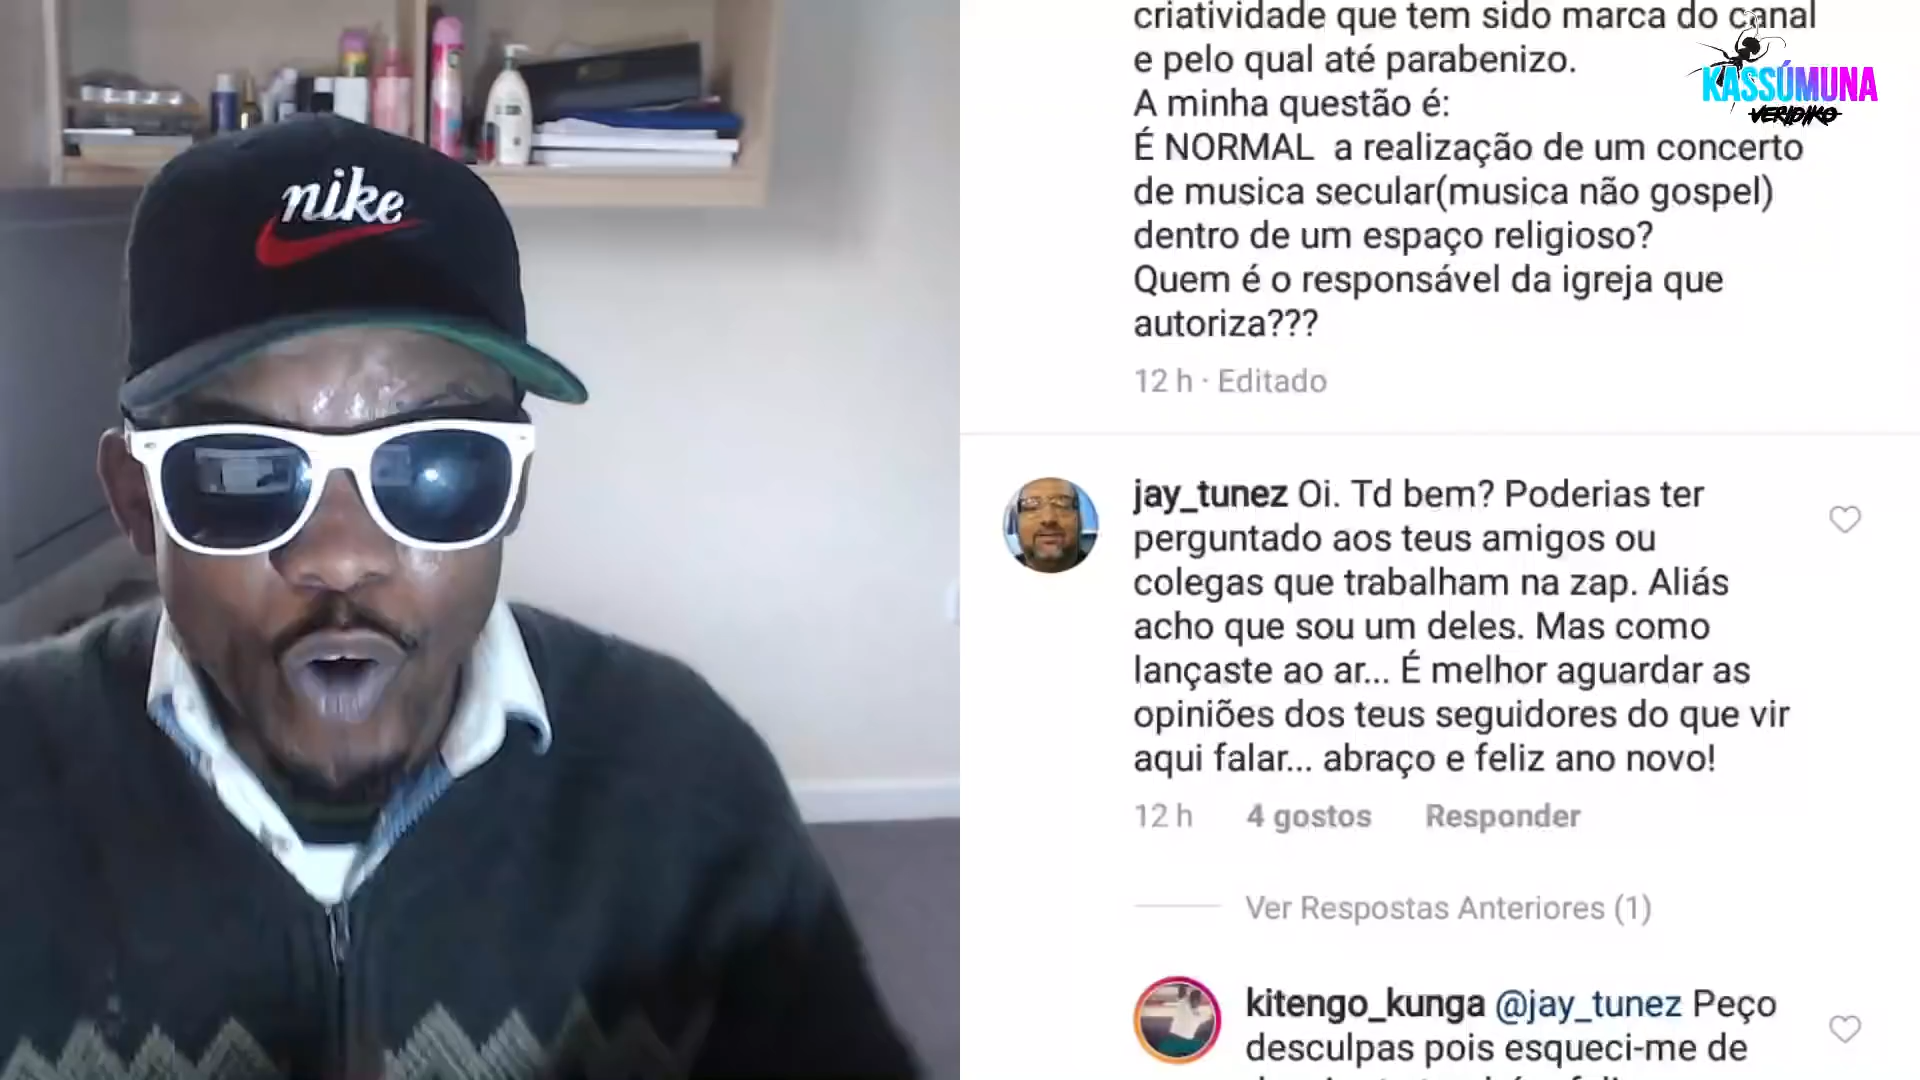 nike
criatividade que tem sido marca do canal
e pelo qual até parabenizo.
A minha questão é:
É NORMAL a realização de um concerto
de musica secular(musica não gospel)
dentro de um espaço religioso?
Quem é o responsável da igreja que
autoriza???
12 h · Editado
KASSÚMUNA
VERIDIKO
jay_tunez Oi. Td bem? Poderias ter
perguntado aos teus amigos ou
colegas que trabalham na zap. Aliás
acho que sou um deles. Mas como
lançaste ao ar... É melhor aguardar as
opiniões dos teus seguidores do que vir
aqui falar... abraço e feliz ano novo!
12 h 4 gostos Responder
Ver Respostas Anteriores (1)
kitengo_kunga @jay_tunez Peço
desculpas pois esqueci-me de